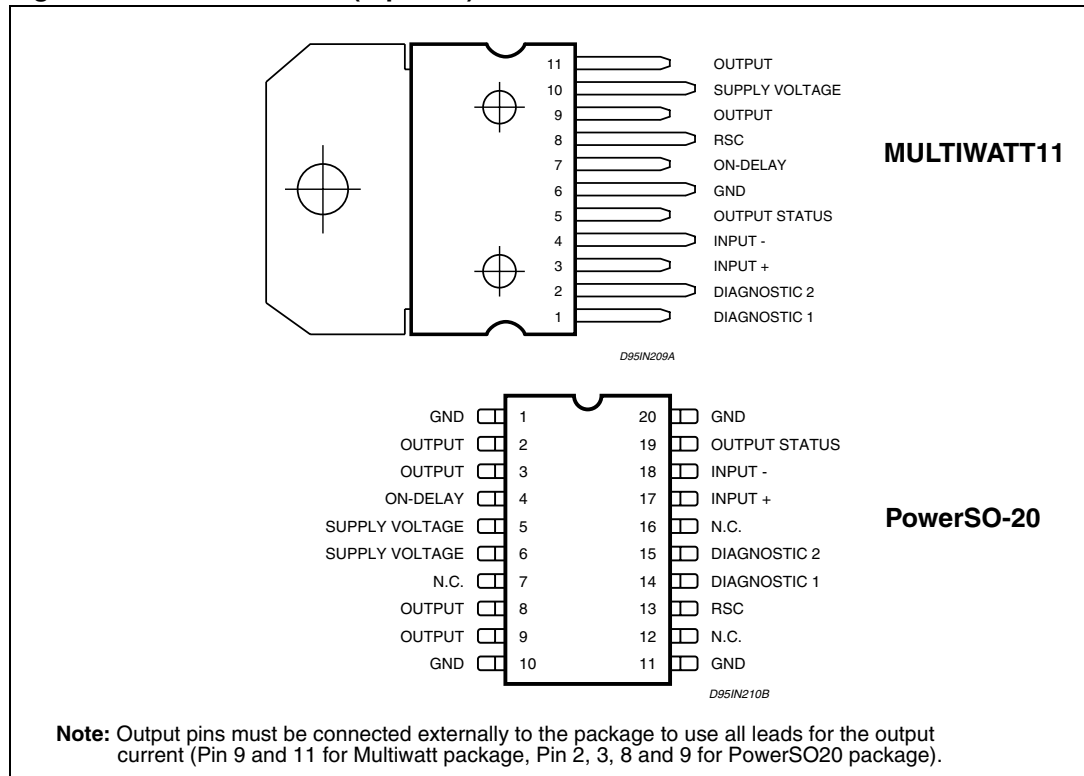 11 OUTPUT
10 SUPPLY VOLTAGE
9 OUTPUT
8 RSC
7 ON-DELAY
6 GND
5 OUTPUT STATUS
4 INPUT -
3 INPUT +
2 DIAGNOSTIC 2
1 DIAGNOSTIC 1
MULTIWATT11
D95IN209A
GND 1 20 GND
OUTPUT 2 19 OUTPUT STATUS
OUTPUT 3 18 INPUT -
ON-DELAY 4 17 INPUT +
SUPPLY VOLTAGE 5 16 N.C.
SUPPLY VOLTAGE 6 15 DIAGNOSTIC 2
N.C. 7 14 DIAGNOSTIC 1
OUTPUT 8 13 RSC
OUTPUT 9 12 N.C.
GND 10 11 GND
PowerSO-20
D95IN210B
Note: Output pins must be connected externally to the package to use all leads for the output
current (Pin 9 and 11 for Multiwatt package, Pin 2, 3, 8 and 9 for PowerSO20 package).